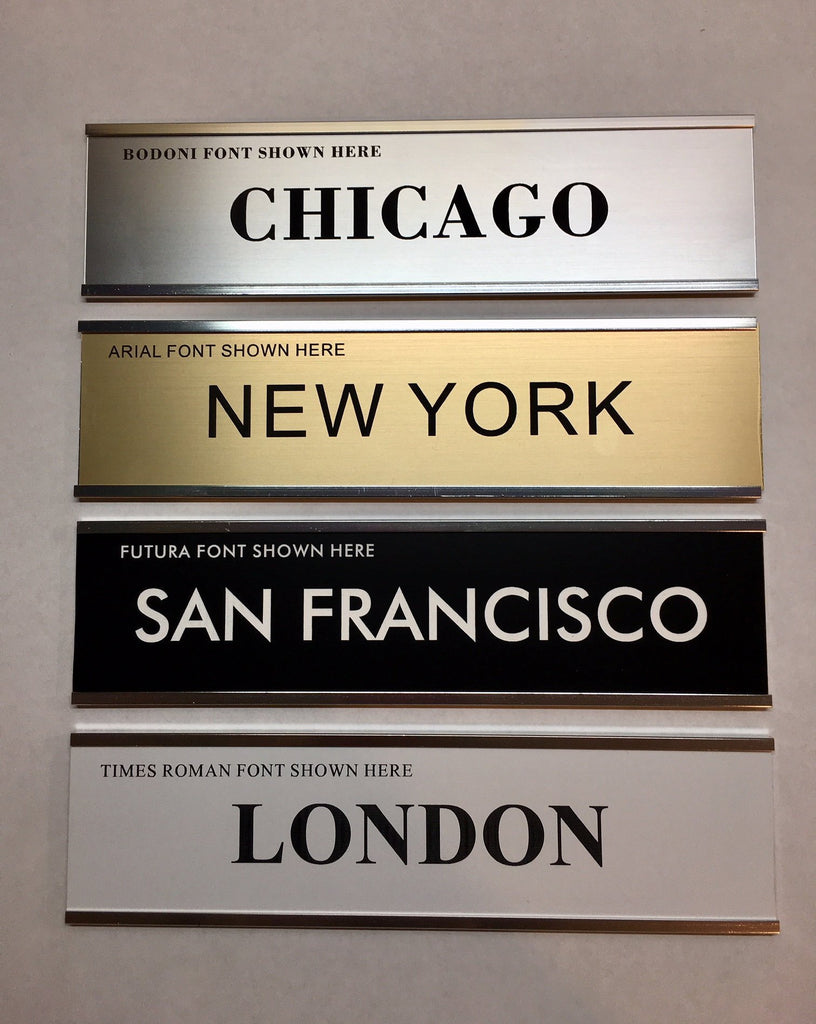 BODONI FONT SHOWN HERE
CHICAGO
ARIAL FONT SHOWN HERE
NEW YORK
FUTURA FONT SHOWN HERE
SAN FRANCISCO
TIMES ROMAN FONT SHOWN HERE
LONDON